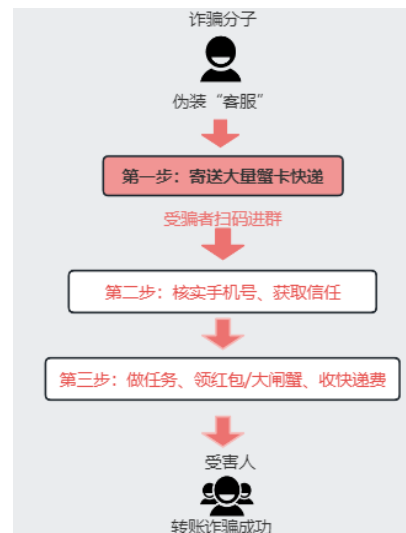 诈骗分子
伪装“客服”
第一步：寄送大量蟹卡快递
受骗者扫码进群
第二步：核实手机号、获取信任
第三步：做任务、领红包/大闸蟹、收快递费
受害人
转账诈骗成功